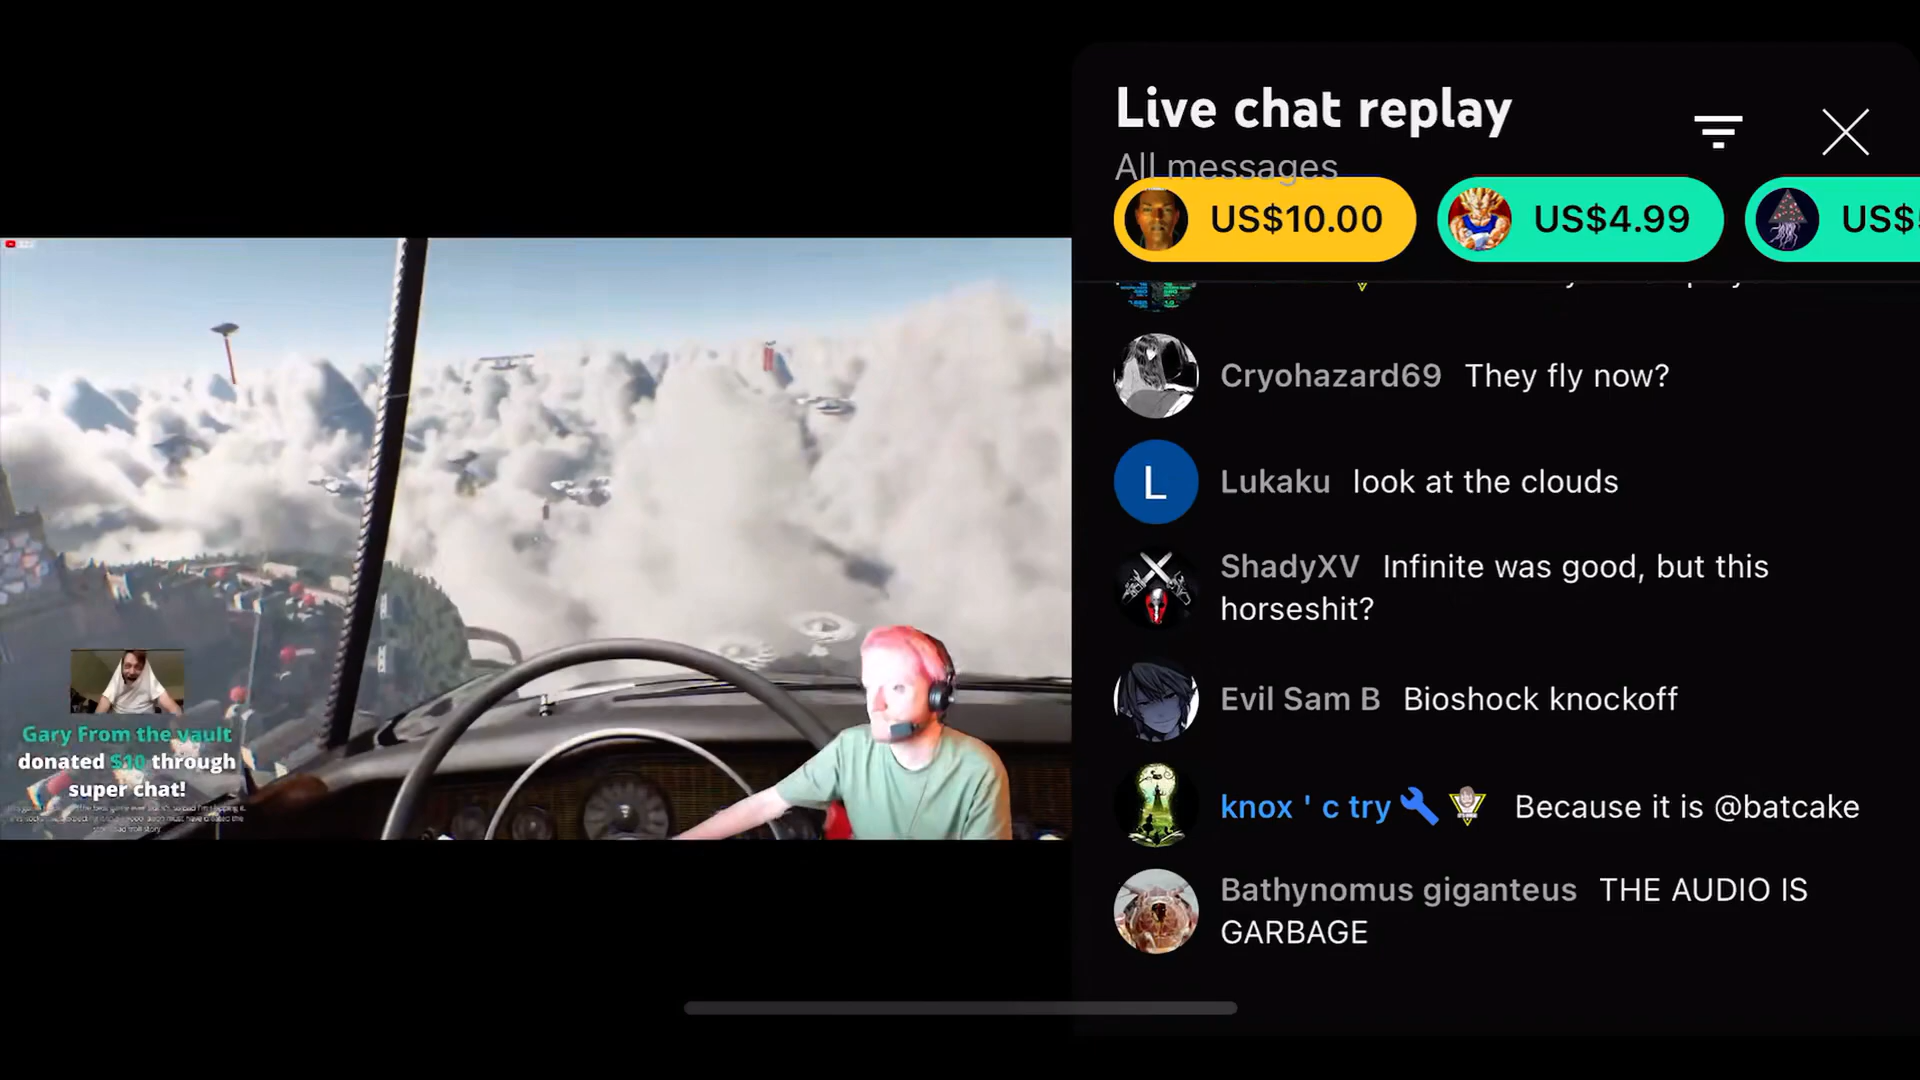 Live chat replay
All messages
US$10.00
US$4.99
US$
Cryohazard69 They fly now?
L
Lukaku look at the clouds
ShadyXV Infinite was good, but this
horseshit?
Evil Sam B Bioshock knockoff
knox ' c try Because it is @batcake
Bathynomus giganteus THE AUDIO IS
GARBAGE
Gary From the vault
donated $10 through
super chat!